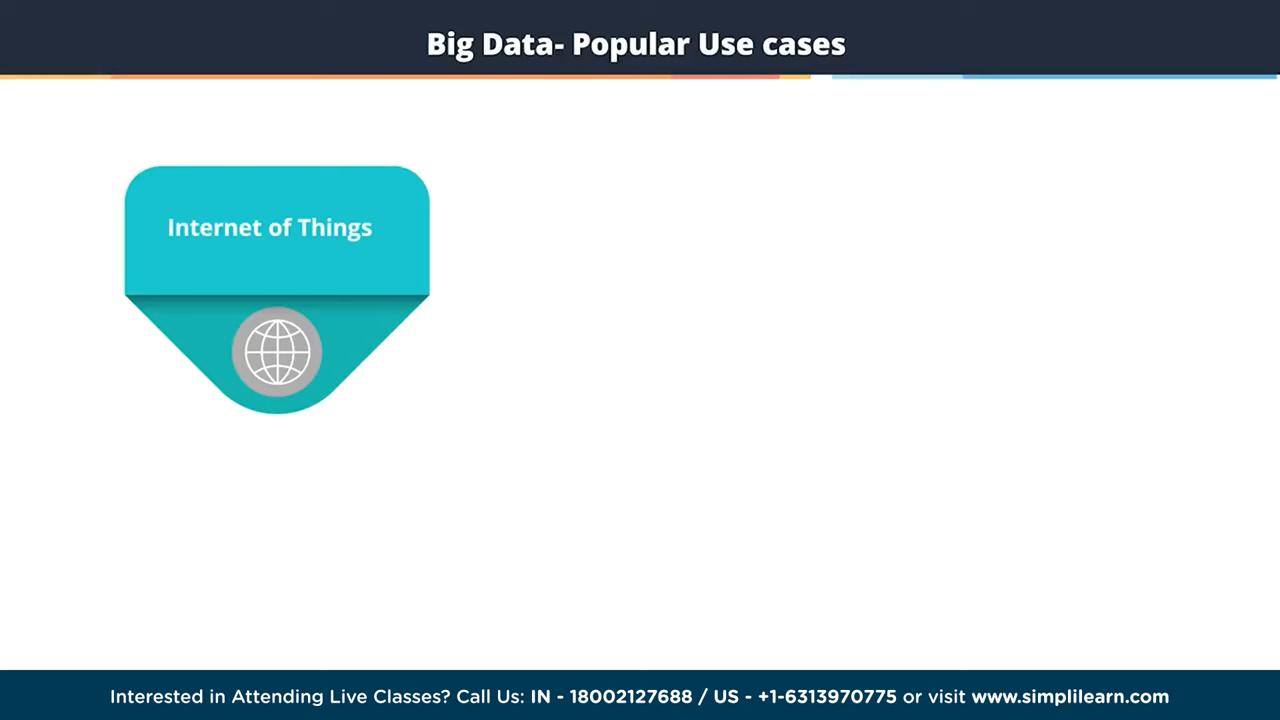 Big Data- Popular Use cases
Internet of Things
Interested in Attending Live Classes? Call Us: IN - 18002127688 / US - +1-6313970775 or visit www.simplilearn.com